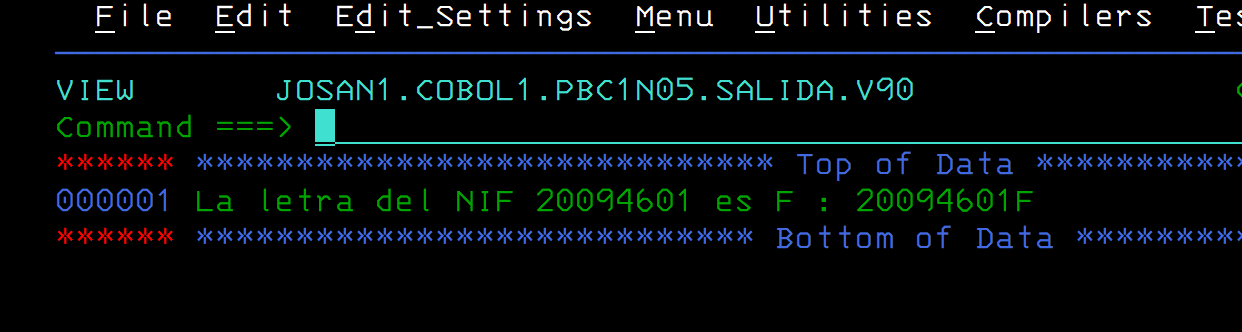 File Edit Edit_Settings Menu Utilities Compilers Tes
VIEW JOSAN1.COBOL1.PBC1N05.SALIDA.V90
Command ===>
****** ***************************** Top of Data ***********
000001 La letra del NIF 20094601 es F : 20094601F
****** **************************** Bottom of Data *********